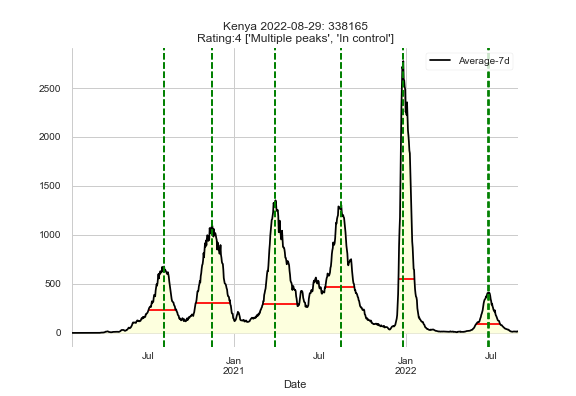 Kenya 2022-08-29: 338165
Rating:4 ['Multiple peaks', 'In control']
Average-7d
2500
2000
1500
1000
500
0
Jul
Jan
2021
Jul
Jan
2022
Jul
Date